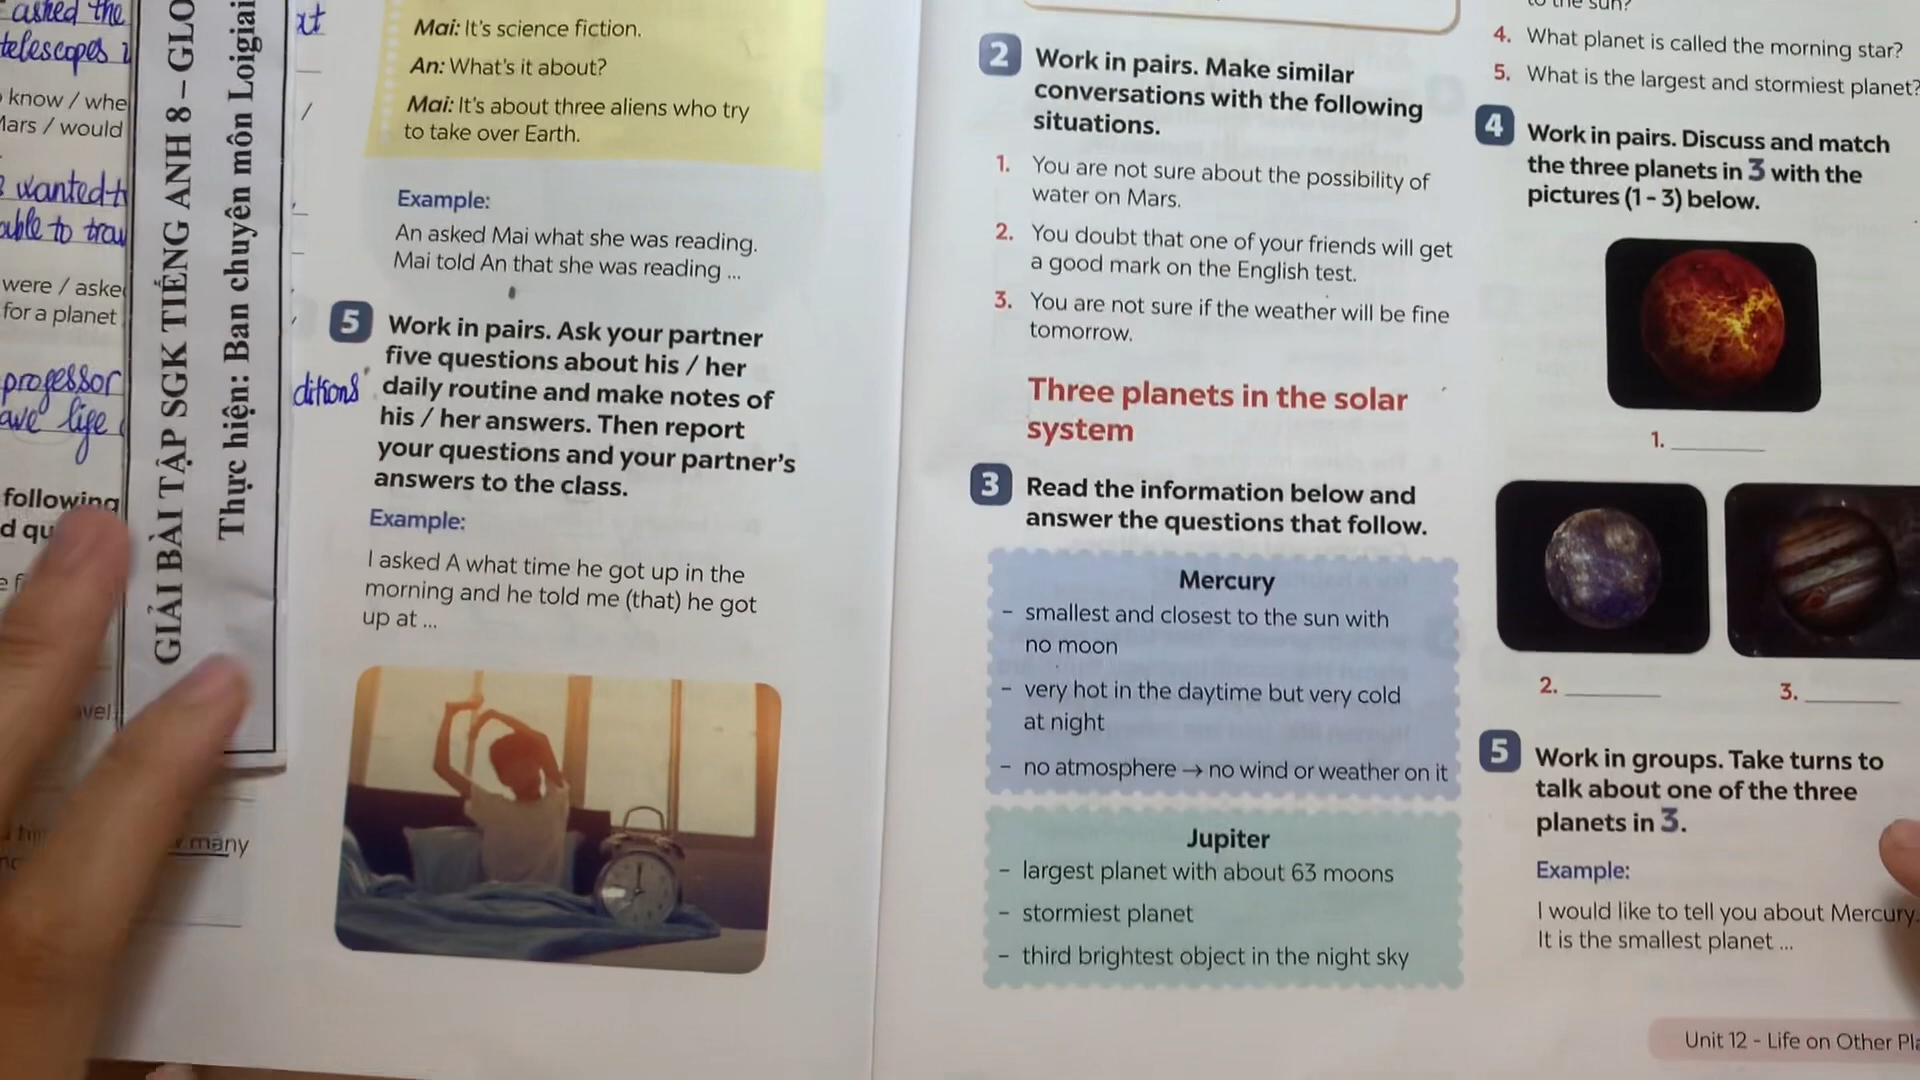 asked the
telescopes
know / whe
Mars / would
wanted t
able to trav
were / aske
for a planet
professor
ave life
following
d qu
avel
many
GIẢI BÀI TẬP SGK TIẾNG ANH 8 – GLO
Thực hiện: Ban chuyên môn Loigiai
xt
/
ditions
Mai: It's science fiction.
An: What's it about?
Mai: It's about three aliens who try
to take over Earth.
Example:
An asked Mai what she was reading.
Mai told An that she was reading ...
5 Work in pairs. Ask your partner
five questions about his / her
daily routine and make notes of
his / her answers. Then report
your questions and your partner's
answers to the class.
Example:
I asked A what time he got up in the
morning and he told me (that) he got
up at ...
2 Work in pairs. Make similar
conversations with the following
situations.
1. You are not sure about the possibility of
water on Mars.
2. You doubt that one of your friends will get
a good mark on the English test.
3. You are not sure if the weather will be fine
tomorrow.
Three planets in the solar
system
3 Read the information below and
answer the questions that follow.
Mercury
– smallest and closest to the sun with
no moon
– very hot in the daytime but very cold
at night
– no atmosphere → no wind or weather on it
Jupiter
– largest planet with about 63 moons
– stormiest planet
– third brightest object in the night sky
to the sun?
4. What planet is called the morning star?
5. What is the largest and stormiest planet?
4 Work in pairs. Discuss and match
the three planets in 3 with the
pictures (1 - 3) below.
1. ________
2. ________
3. ________
5 Work in groups. Take turns to
talk about one of the three
planets in 3.
Example:
I would like to tell you about Mercury.
It is the smallest planet ...
Unit 12 - Life on Other Pla